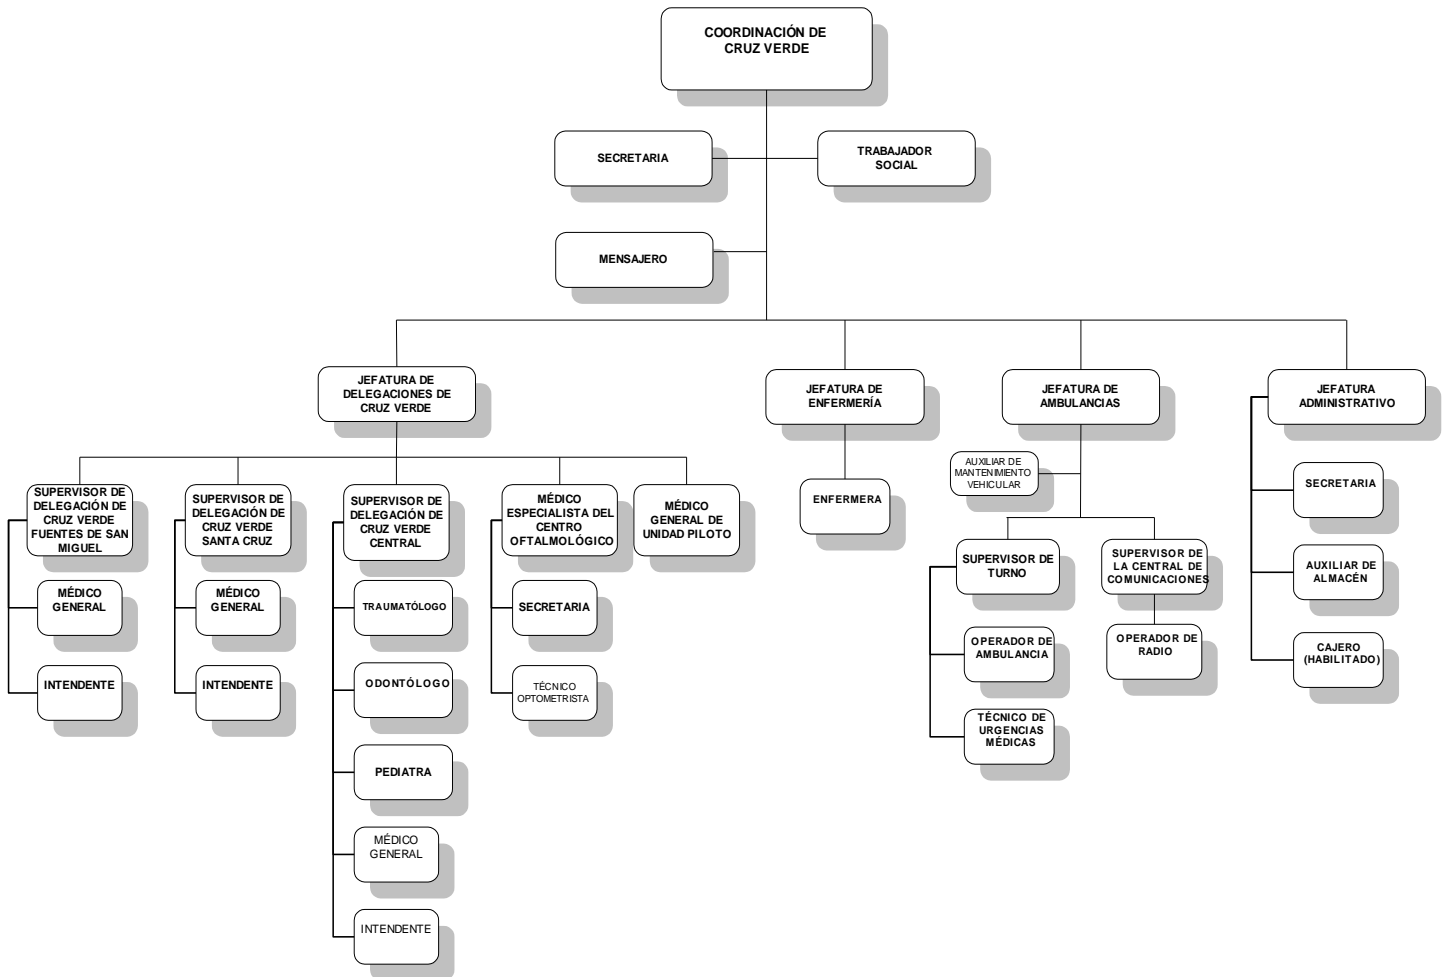 COORDINACIÓN DE
CRUZ VERDE
SECRETARIA
TRABAJADOR
SOCIAL
MENSAJERO
JEFATURA DE
DELEGACIONES DE
CRUZ VERDE
JEFATURA DE
ENFERMERÍA
JEFATURA DE
AMBULANCIAS
JEFATURA
ADMINISTRATIVO
SUPERVISOR DE
DELEGACIÓN DE
CRUZ VERDE
FUENTES DE SAN
MIGUEL
MÉDICO
GENERAL
INTENDENTE
SUPERVISOR DE
DELEGACIÓN DE
CRUZ VERDE
SANTA CRUZ
MÉDICO
GENERAL
INTENDENTE
SUPERVISOR DE
DELEGACIÓN DE
CRUZ VERDE
CENTRAL
TRAUMATÓLOGO
ODONTÓLOGO
PEDIATRA
MÉDICO
GENERAL
INTENDENTE
MÉDICO
ESPECIALISTA DEL
CENTRO
OFTALMOLÓGICO
SECRETARIA
TÉCNICO
OPTOMETRISTA
MÉDICO
GENERAL DE
UNIDAD PILOTO
ENFERMERA
AUXILIAR DE
MANTENIMIENTO
VEHICULAR
SUPERVISOR DE
TURNO
OPERADOR DE
AMBULANCIA
TÉCNICO DE
URGENCIAS
MÉDICAS
SUPERVISOR DE
LA CENTRAL DE
COMUNICACIONES
OPERADOR DE
RADIO
SECRETARIA
AUXILIAR DE
ALMACÉN
CAJERO
(HABILITADO)